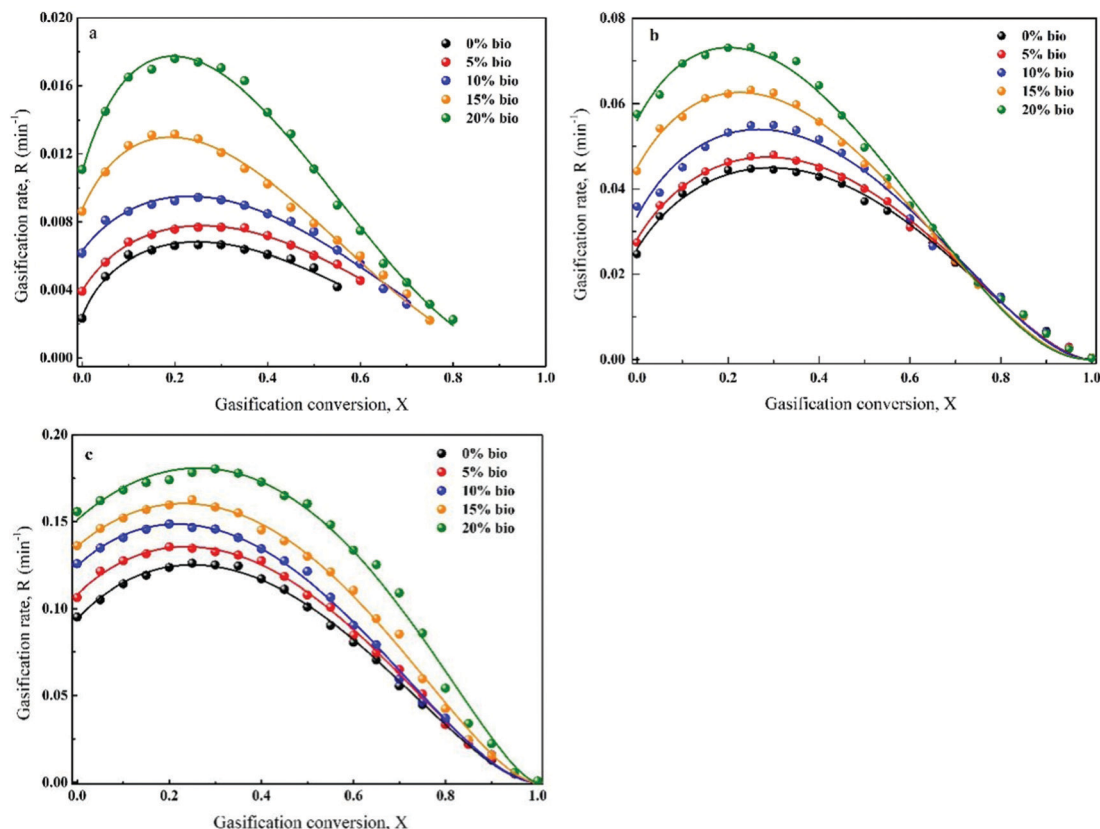 a
0% bio
5% bio
10% bio
15% bio
20% bio
Gasification rate, R (min⁻¹)
0.020
0.016
0.012
0.008
0.004
0.000
0.0 0.2 0.4 0.6 0.8 1.0
Gasification conversion, X
b
0% bio
5% bio
10% bio
15% bio
20% bio
Gasification rate, R (min⁻¹)
0.08
0.06
0.04
0.02
0.00
0.0 0.2 0.4 0.6 0.8 1.0
Gasification conversion, X
c
0% bio
5% bio
10% bio
15% bio
20% bio
Gasification rate, R (min⁻¹)
0.20
0.15
0.10
0.05
0.00
0.0 0.2 0.4 0.6 0.8 1.0
Gasification conversion, X